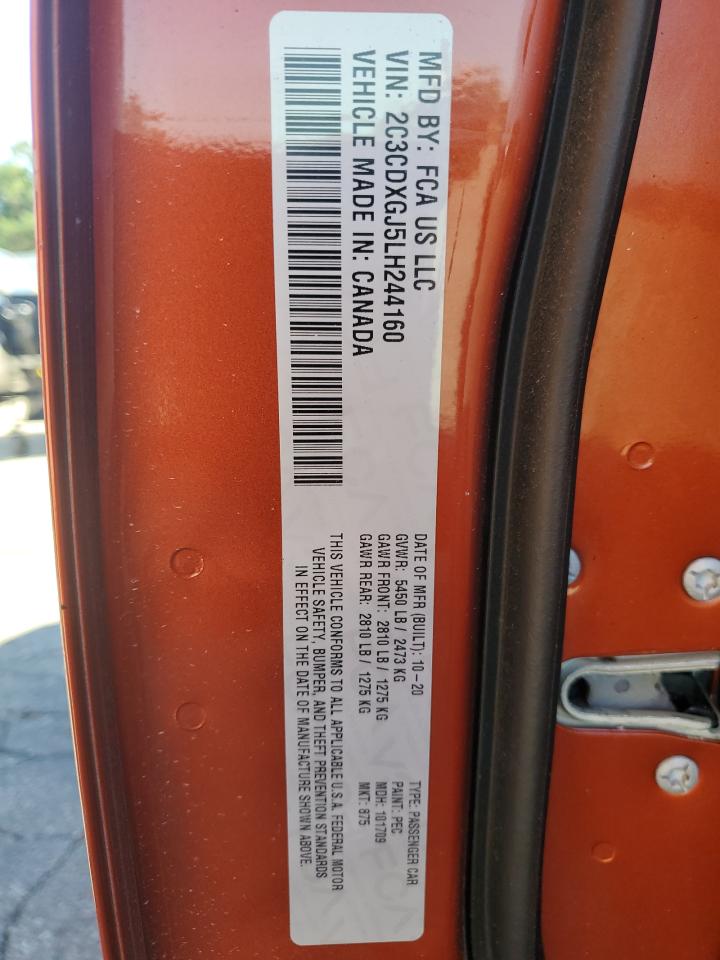 MFD BY: FCA US LLC
VIN: 2C3CDXGJ5LH244160
VEHICLE MADE IN: CANADA
DATE OF MFR (BUILT): 10-20
GVWR: 5450 LB / 2473 KG
GAWR FRONT: 2810 LB / 1275 KG
GAWR REAR: 2810 LB / 1275 KG
THIS VEHICLE CONFORMS TO ALL APPLICABLE U.S.A. FEDERAL MOTOR
VEHICLE SAFETY, BUMPER, AND THEFT PREVENTION STANDARDS
IN EFFECT ON THE DATE OF MANUFACTURE SHOWN ABOVE.
TYPE: PASSENGER CAR
PAINT: PEC
MDH: 101709
MKT: 875